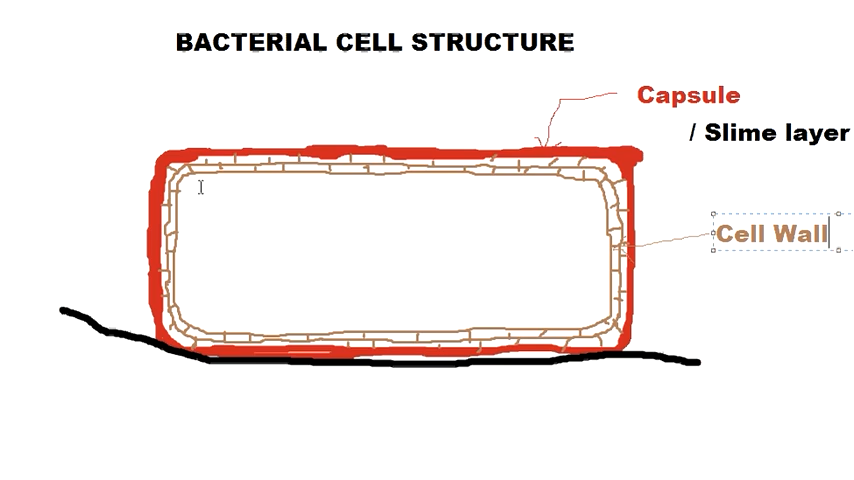 BACTERIAL CELL STRUCTURE
Capsule
/ Slime layer
Cell Wall